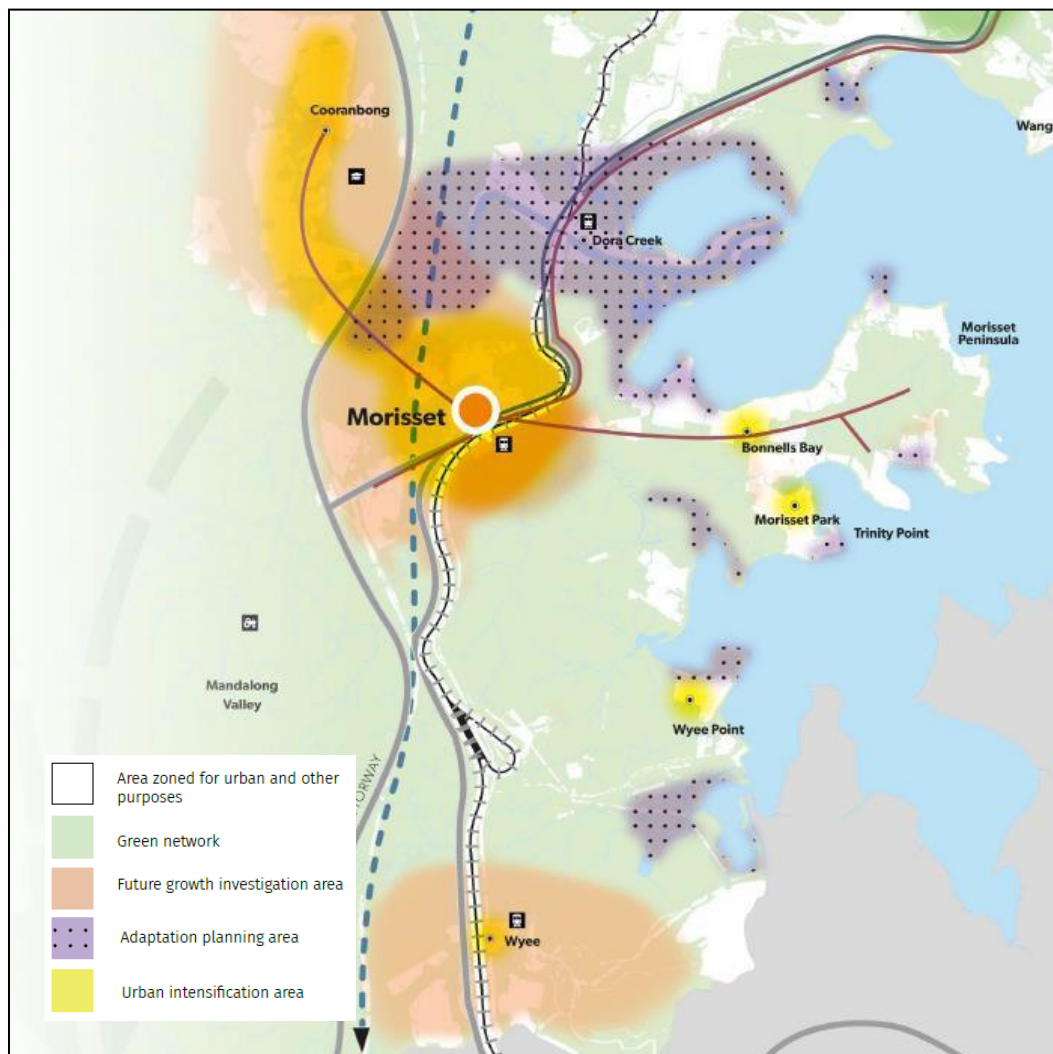 Cooranbong
Wang
Dora Creek
Morisset
Peninsula
Morisset
Bonnells Bay
Morisset Park
Trinity Point
Mandalong
Valley
Wyee Point
TORWAY
Area zoned for urban and other
purposes
Green network
Future growth investigation area
Adaptation planning area
Wyee
Urban intensification area